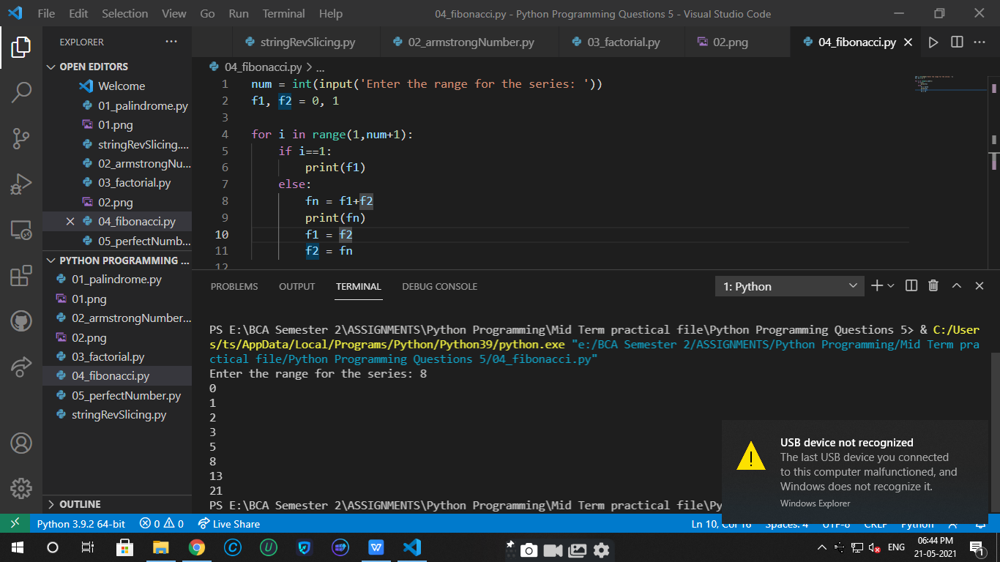 File Edit Selection View Go Run Terminal Help 04_fibonacci.py - Python Programming Questions 5 - Visual Studio Code
EXPLORER ···
stringRevSlicing.py 02_armstrongNumber.py 03_factorial.py 02.png 04_fibonacci.py
OPEN EDITORS
Welcome
01_palindrome.py
01.png
stringRevSlicing....
02_armstrongNu...
03_factorial.py
02.png
04_fibonacci.py
05_perfectNumb...
PYTHON PROGRAMMING ...
01_palindrome.py
01.png
02_armstrongNumber...
02.png
03_factorial.py
04_fibonacci.py
05_perfectNumber.py
stringRevSlicing.py
OUTLINE
04_fibonacci.py > ...
1 num = int(input('Enter the range for the series: '))
2 f1, f2 = 0, 1
3
4 for i in range(1,num+1):
5 if i==1:
6 print(f1)
7 else:
8 fn = f1+f2
9 print(fn)
10 f1 = f2
11 f2 = fn
12
PROBLEMS OUTPUT TERMINAL DEBUG CONSOLE 1: Python
PS E:\BCA Semester 2\ASSIGNMENTS\Python Programming\Mid Term practical file\Python Programming Questions 5> & C:/User
s/ts/AppData/Local/Programs/Python/Python39/python.exe "e:/BCA Semester 2/ASSIGNMENTS/Python Programming/Mid Term pra
ctical file/Python Programming Questions 5/04_fibonacci.py"
Enter the range for the series: 8
0
1
2
3
5
8
13
21
PS E:\BCA Semester 2\ASSIGNMENTS\Python Programming\Mid Term practical file\Py
USB device not recognized
The last USB device you connected
to this computer malfunctioned, and
Windows does not recognize it.
Windows Explorer
Python 3.9.2 64-bit 0 0 Live Share Ln 10, Col 16 Spaces: 4 UTF-8 CRLF Python
ENG 06:44 PM
21-05-2021
1